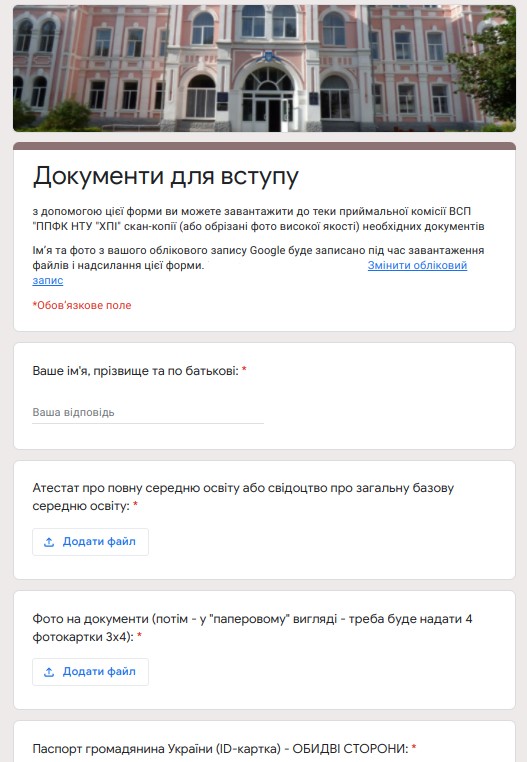 Документи для вступу
з допомогою цієї форми ви можете завантажити до теки приймальної комісії ВСП
"ППФК НТУ "ХПІ" скан-копії (або обрізані фото високої якості) необхідних документів
Ім'я та фото з вашого облікового запису Google буде записано під час завантаження
файлів і надсилання цієї форми. Змінити обліковий
запис
*Обов'язкове поле
Ваше ім'я, прізвище та по батькові: *
Ваша відповідь
Атестат про повну середню освіту або свідоцтво про загальну базову
середню освіту: *
Додати файл
Фото на документи (потім - у "паперовому" вигляді - треба буде надати 4
фотокартки 3х4): *
Додати файл
Паспорт громадянина України (ID-картка) - ОБИДВІ СТОРОНИ: *